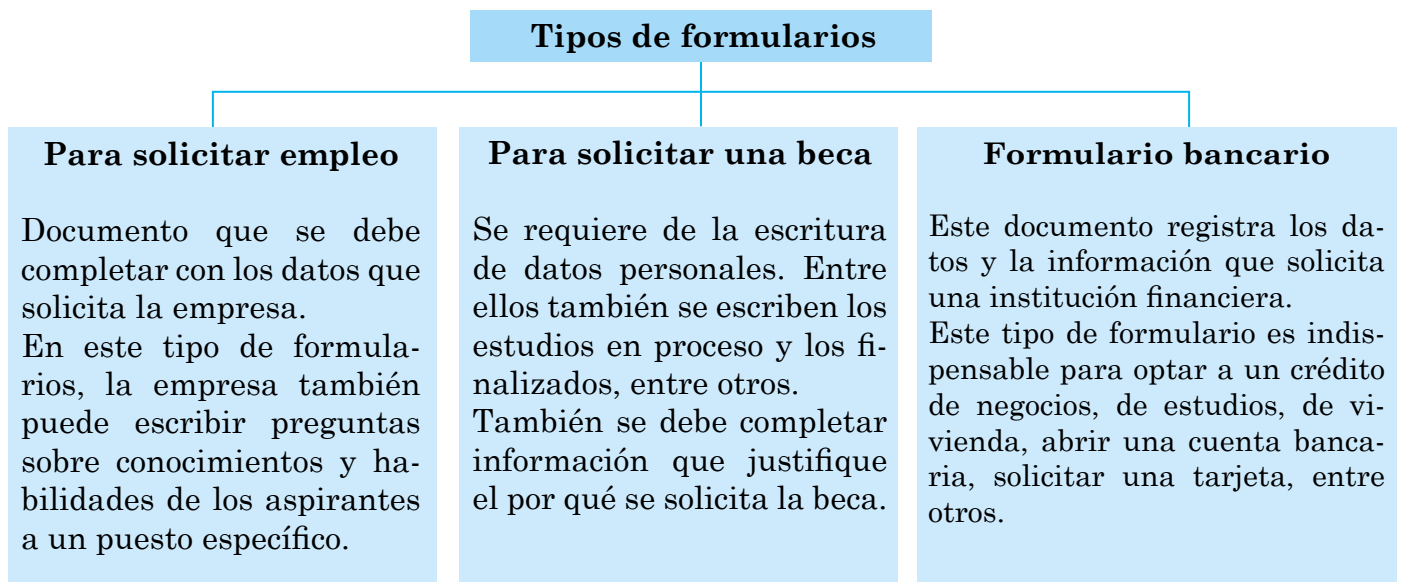 Tipos de formularios
Para solicitar empleo
Documento que se debe
completar con los datos que
solicita la empresa.
En este tipo de formula-
rios, la empresa también
puede escribir preguntas
sobre conocimientos y ha-
bilidades de los aspirantes
a un puesto específico.
Para solicitar una beca
Se requiere de la escritura
de datos personales. Entre
ellos también se escriben los
estudios en proceso y los fi-
nalizados, entre otros.
También se debe completar
información que justifique
el por qué se solicita la beca.
Formulario bancario
Este documento registra los da-
tos y la información que solicita
una institución financiera.
Este tipo de formulario es indis-
pensable para optar a un crédito
de negocios, de estudios, de vi-
vienda, abrir una cuenta banca-
ria, solicitar una tarjeta, entre
otros.